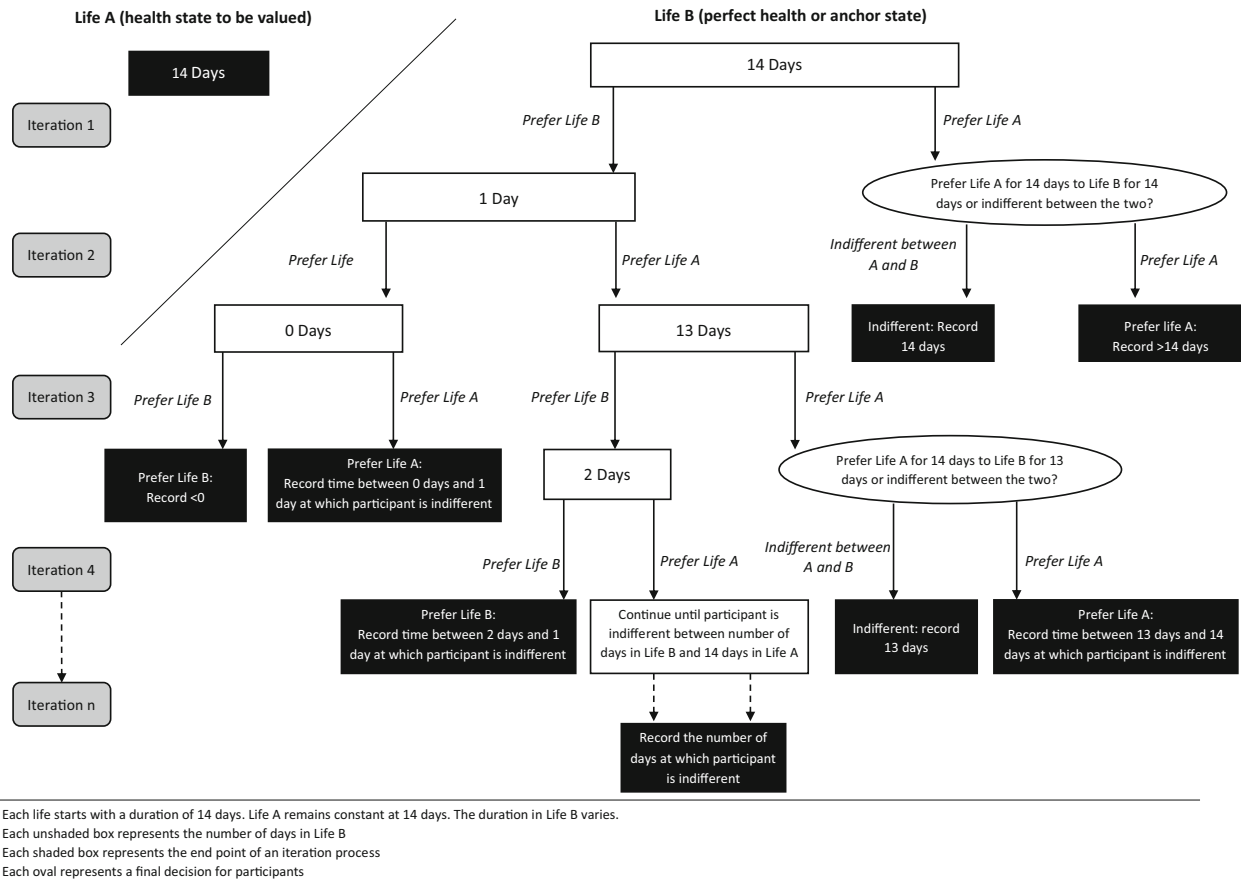 Life A (health state to be valued)
Life B (perfect health or anchor state)
14 Days
14 Days
Iteration 1
Prefer Life B
Prefer Life A
1 Day
Prefer Life A for 14 days to Life B for 14
days or indifferent between the two?
Iteration 2
Prefer Life
Prefer Life A
Indifferent between
A and B
Prefer Life A
0 Days
13 Days
Indifferent: Record
14 days
Prefer life A:
Record >14 days
Iteration 3
Prefer Life B
Prefer Life A
Prefer Life B
Prefer Life A
Prefer Life B:
Record <0
Prefer Life A:
Record time between 0 days and 1
day at which participant is indifferent
2 Days
Prefer Life A for 14 days to Life B for 13
days or indifferent between the two?
Iteration 4
Prefer Life B
Prefer Life A
Indifferent between
A and B
Prefer Life A
Prefer Life B:
Record time between 2 days and 1
day at which participant is indifferent
Continue until participant is
indifferent between number of
days in Life B and 14 days in Life A
Indifferent: record
13 days
Prefer Life A:
Record time between 13 days and 14
days at which participant is indifferent
Iteration n
Record the number of
days at which participant
is indifferent
Each life starts with a duration of 14 days. Life A remains constant at 14 days. The duration in Life B varies.
Each unshaded box represents the number of days in Life B
Each shaded box represents the end point of an iteration process
Each oval represents a final decision for participants